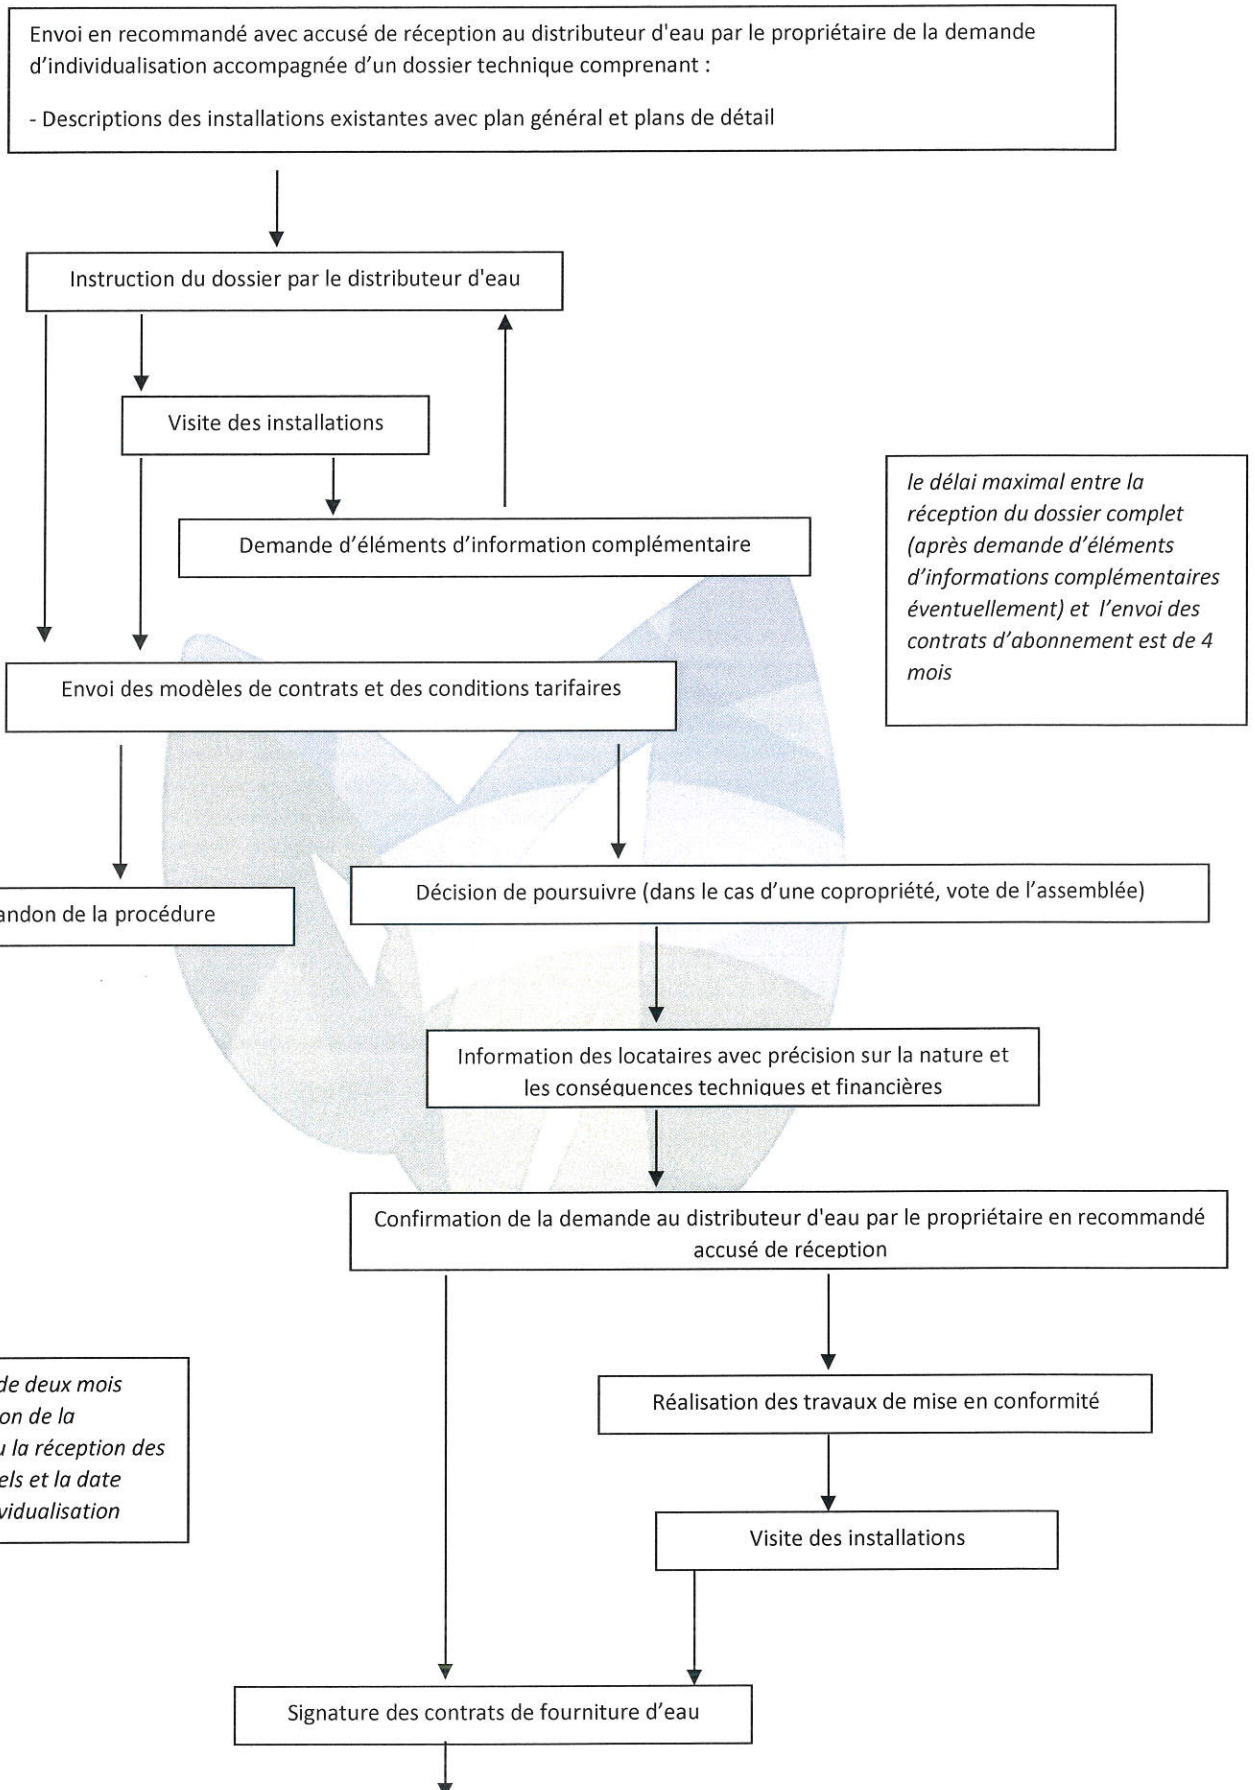 Envoi en recommandé avec accusé de réception au distributeur d'eau par le propriétaire de la demande
d'individualisation accompagnée d'un dossier technique comprenant :
- Descriptions des installations existantes avec plan général et plans de détail
Instruction du dossier par le distributeur d'eau
Visite des installations
le délai maximal entre la
réception du dossier complet
(après demande d'éléments
d'informations complémentaires
éventuellement) et l'envoi des
contrats d'abonnement est de 4
mois
Demande d'éléments d'information complémentaire
Envoi des modèles de contrats et des conditions tarifaires
andon de la procédure
Décision de poursuivre (dans le cas d'une copropriété, vote de l'assemblée)
Information des locataires avec précision sur la nature et
les conséquences techniques et financières
Confirmation de la demande au distributeur d'eau par le propriétaire en recommandé
accusé de réception
de deux mois
on de la
u la réception des
els et la date
vidualisation
Réalisation des travaux de mise en conformité
Visite des installations
Signature des contrats de fourniture d'eau